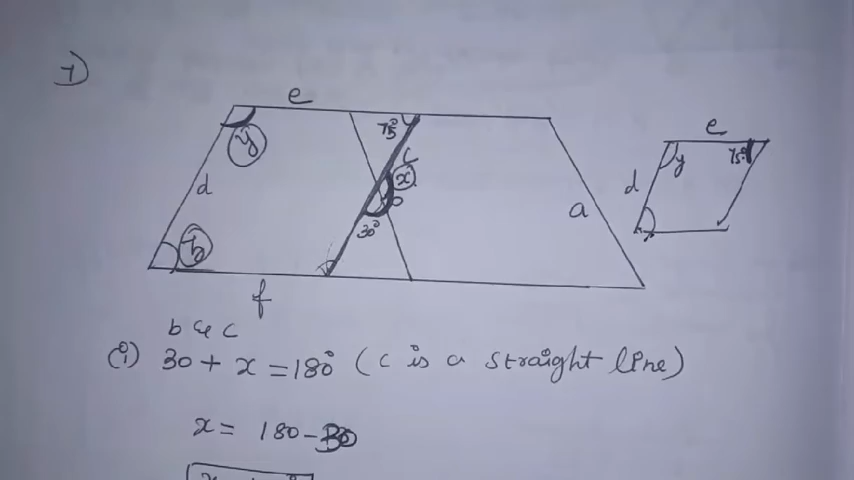 7)
e
e
75°
y
75°
y
c
d
x
d
b
a
30°
z
f
b & c
(i) 30 + x = 180° (c is a straight line)
x = 180 - 30